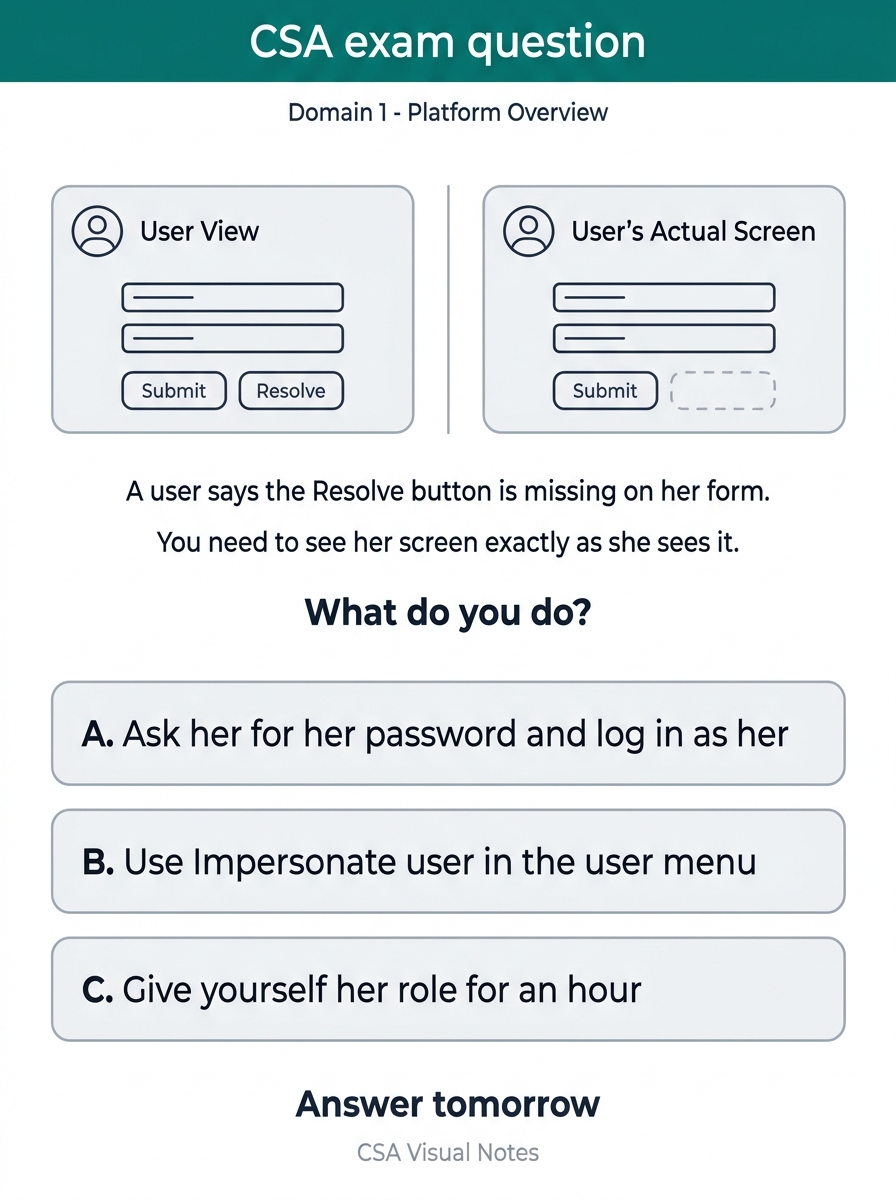 CSA exam question
Domain 1 - Platform Overview
User View
Submit
Resolve
User’s Actual Screen
Submit
A user says the Resolve button is missing on her form.
You need to see her screen exactly as she sees it.
What do you do?
A. Ask her for her password and log in as her
B. Use Impersonate user in the user menu
C. Give yourself her role for an hour
Answer tomorrow
CSA Visual Notes